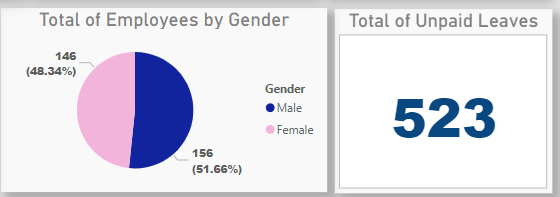 Total of Employees by Gender
146
(48.34%)
Gender
Male
Female
156
(51.66%)
Total of Unpaid Leaves
523